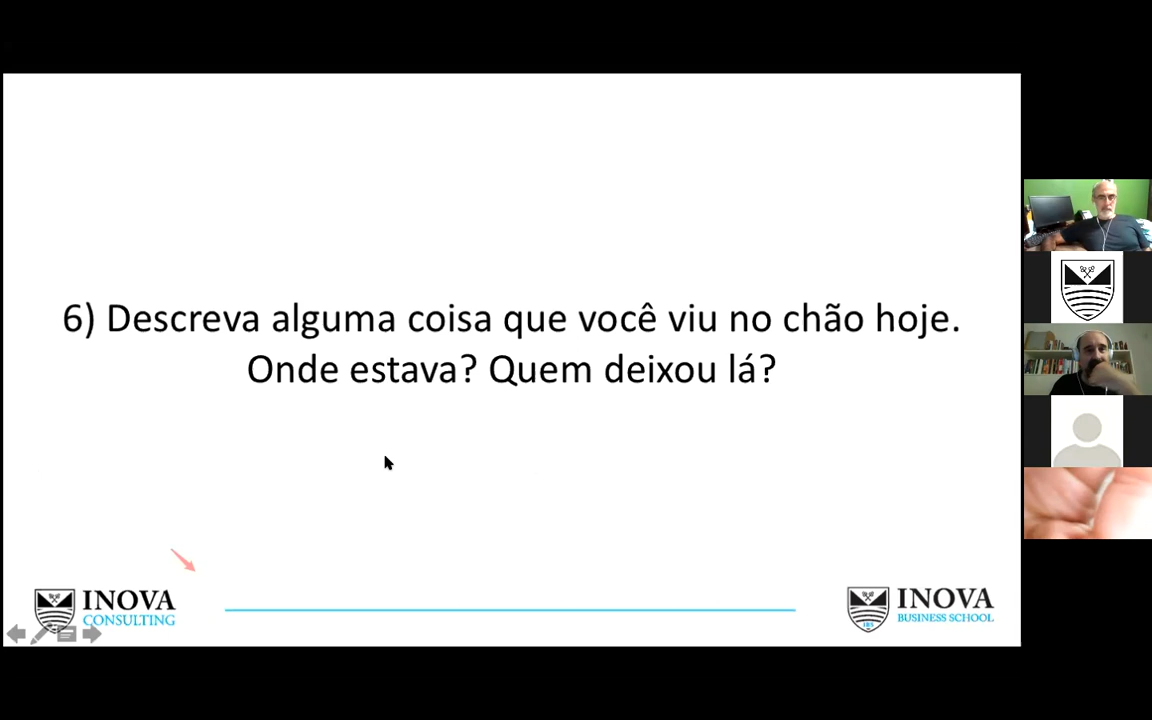 6) Descreva alguma coisa que você viu no chão hoje.
Onde estava? Quem deixou lá?
INOVA
CONSULTING
INOVA
BUSINESS SCHOOL